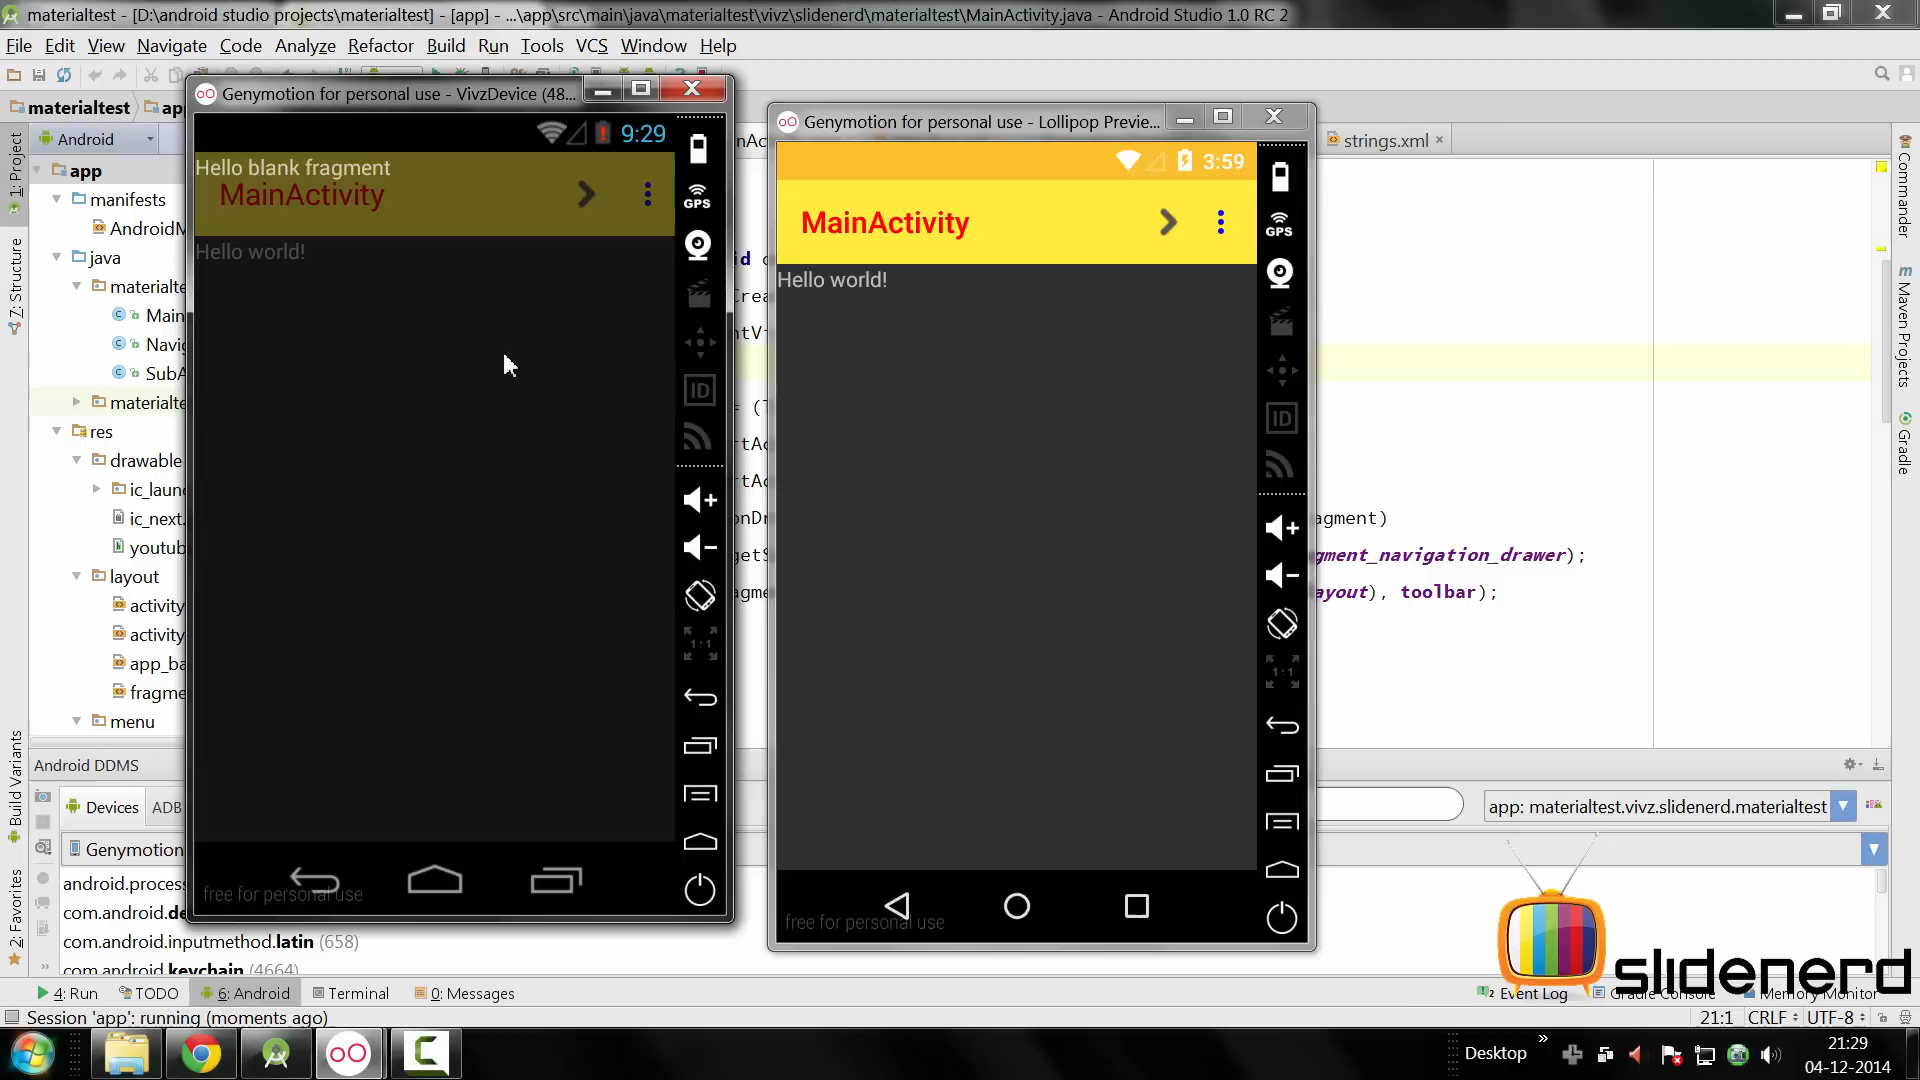 materialtest - [D:\android studio projects\materialtest] - [app] - ...\app\src\main\java\materialtest\vivz\slidenerd\materialtest\MainActivity.java - Android Studio 1.0 RC 2
File Edit View Navigate Code Analyze Refactor Build Run Tools VCS Window Help
materialtest
Android
strings.xml
1: Project
Z: Structure
Build Variants
2: Favorites
Commander
Maven Projects
Gradle
app
manifests
AndroidM
java
materialte
Main
Navig
SubA
materialte
res
drawable
ic_laun
ic_next.
youtub
layout
activity
activity
app_ba
fragme
menu
Genymotion for personal use - VivzDevice (48...
9:29
Hello blank fragment
MainActivity
Hello world!
GPS
ID
1:1
free for personal use
Genymotion for personal use - Lollipop Previe...
3:59
MainActivity
Hello world!
GPS
ID
1:1
free for personal use
agment)
gment_navigation_drawer);
ayout), toolbar);
Android DDMS
Devices ADB
app: materialtest.vivz.slidenerd.materialtest
Genymotion
android.proces
com.android.de
com.android.inputmethod.latin (658)
com.android.keychain (4664)
slidenerd
4: Run TODO 6: Android Terminal 0: Messages
2 Event Log Gradle Console Memory Monitor
Session 'app': running (moments ago)
21:1 CRLF UTF-8
Desktop
21:29
04-12-2014